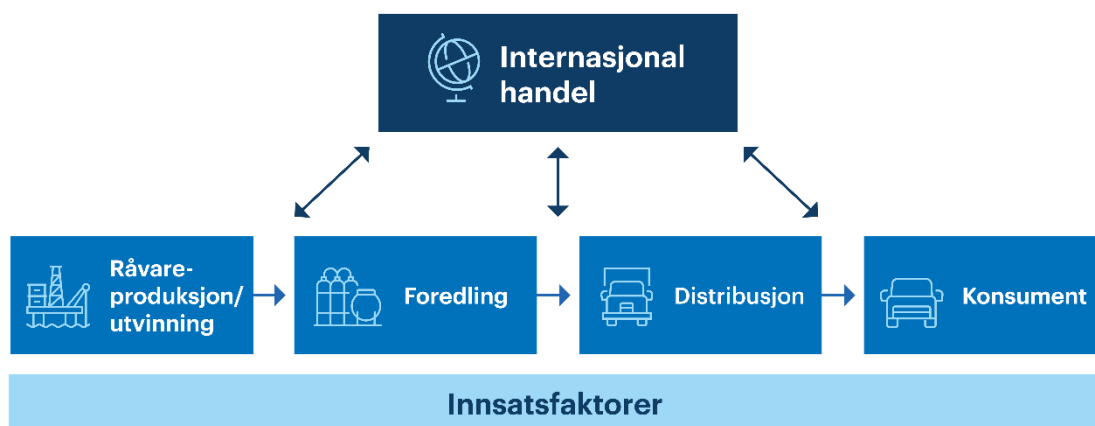 Internasjonal
handel
Råvare-
produksjon/
utvinning
Foredling
Distribusjon
Konsument
Innsatsfaktorer